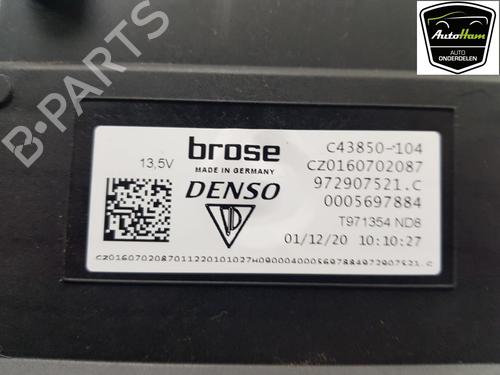 AutoHam
AUTO
ONDERDELEN
B-PARTS
brose
MADE IN GERMANY
DENSO
13,5V
C43850-104
CZ0160702087
972907521.C
0005697884
T971354 ND8
01/12/20 10:10:27
CZ0160702087011220101027H0900040005697884972907521.C